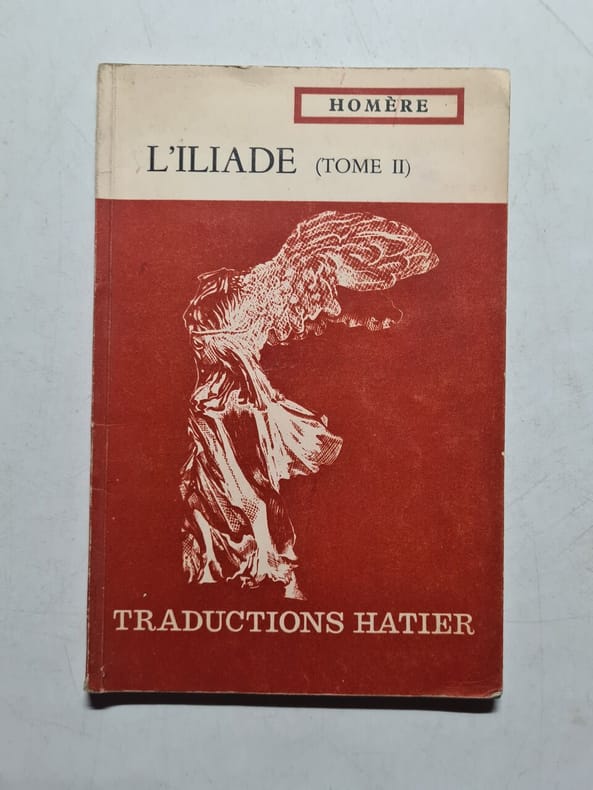 HOMÈRE
L'ILIADE (TOME II)
TRADUCTIONS HATIER